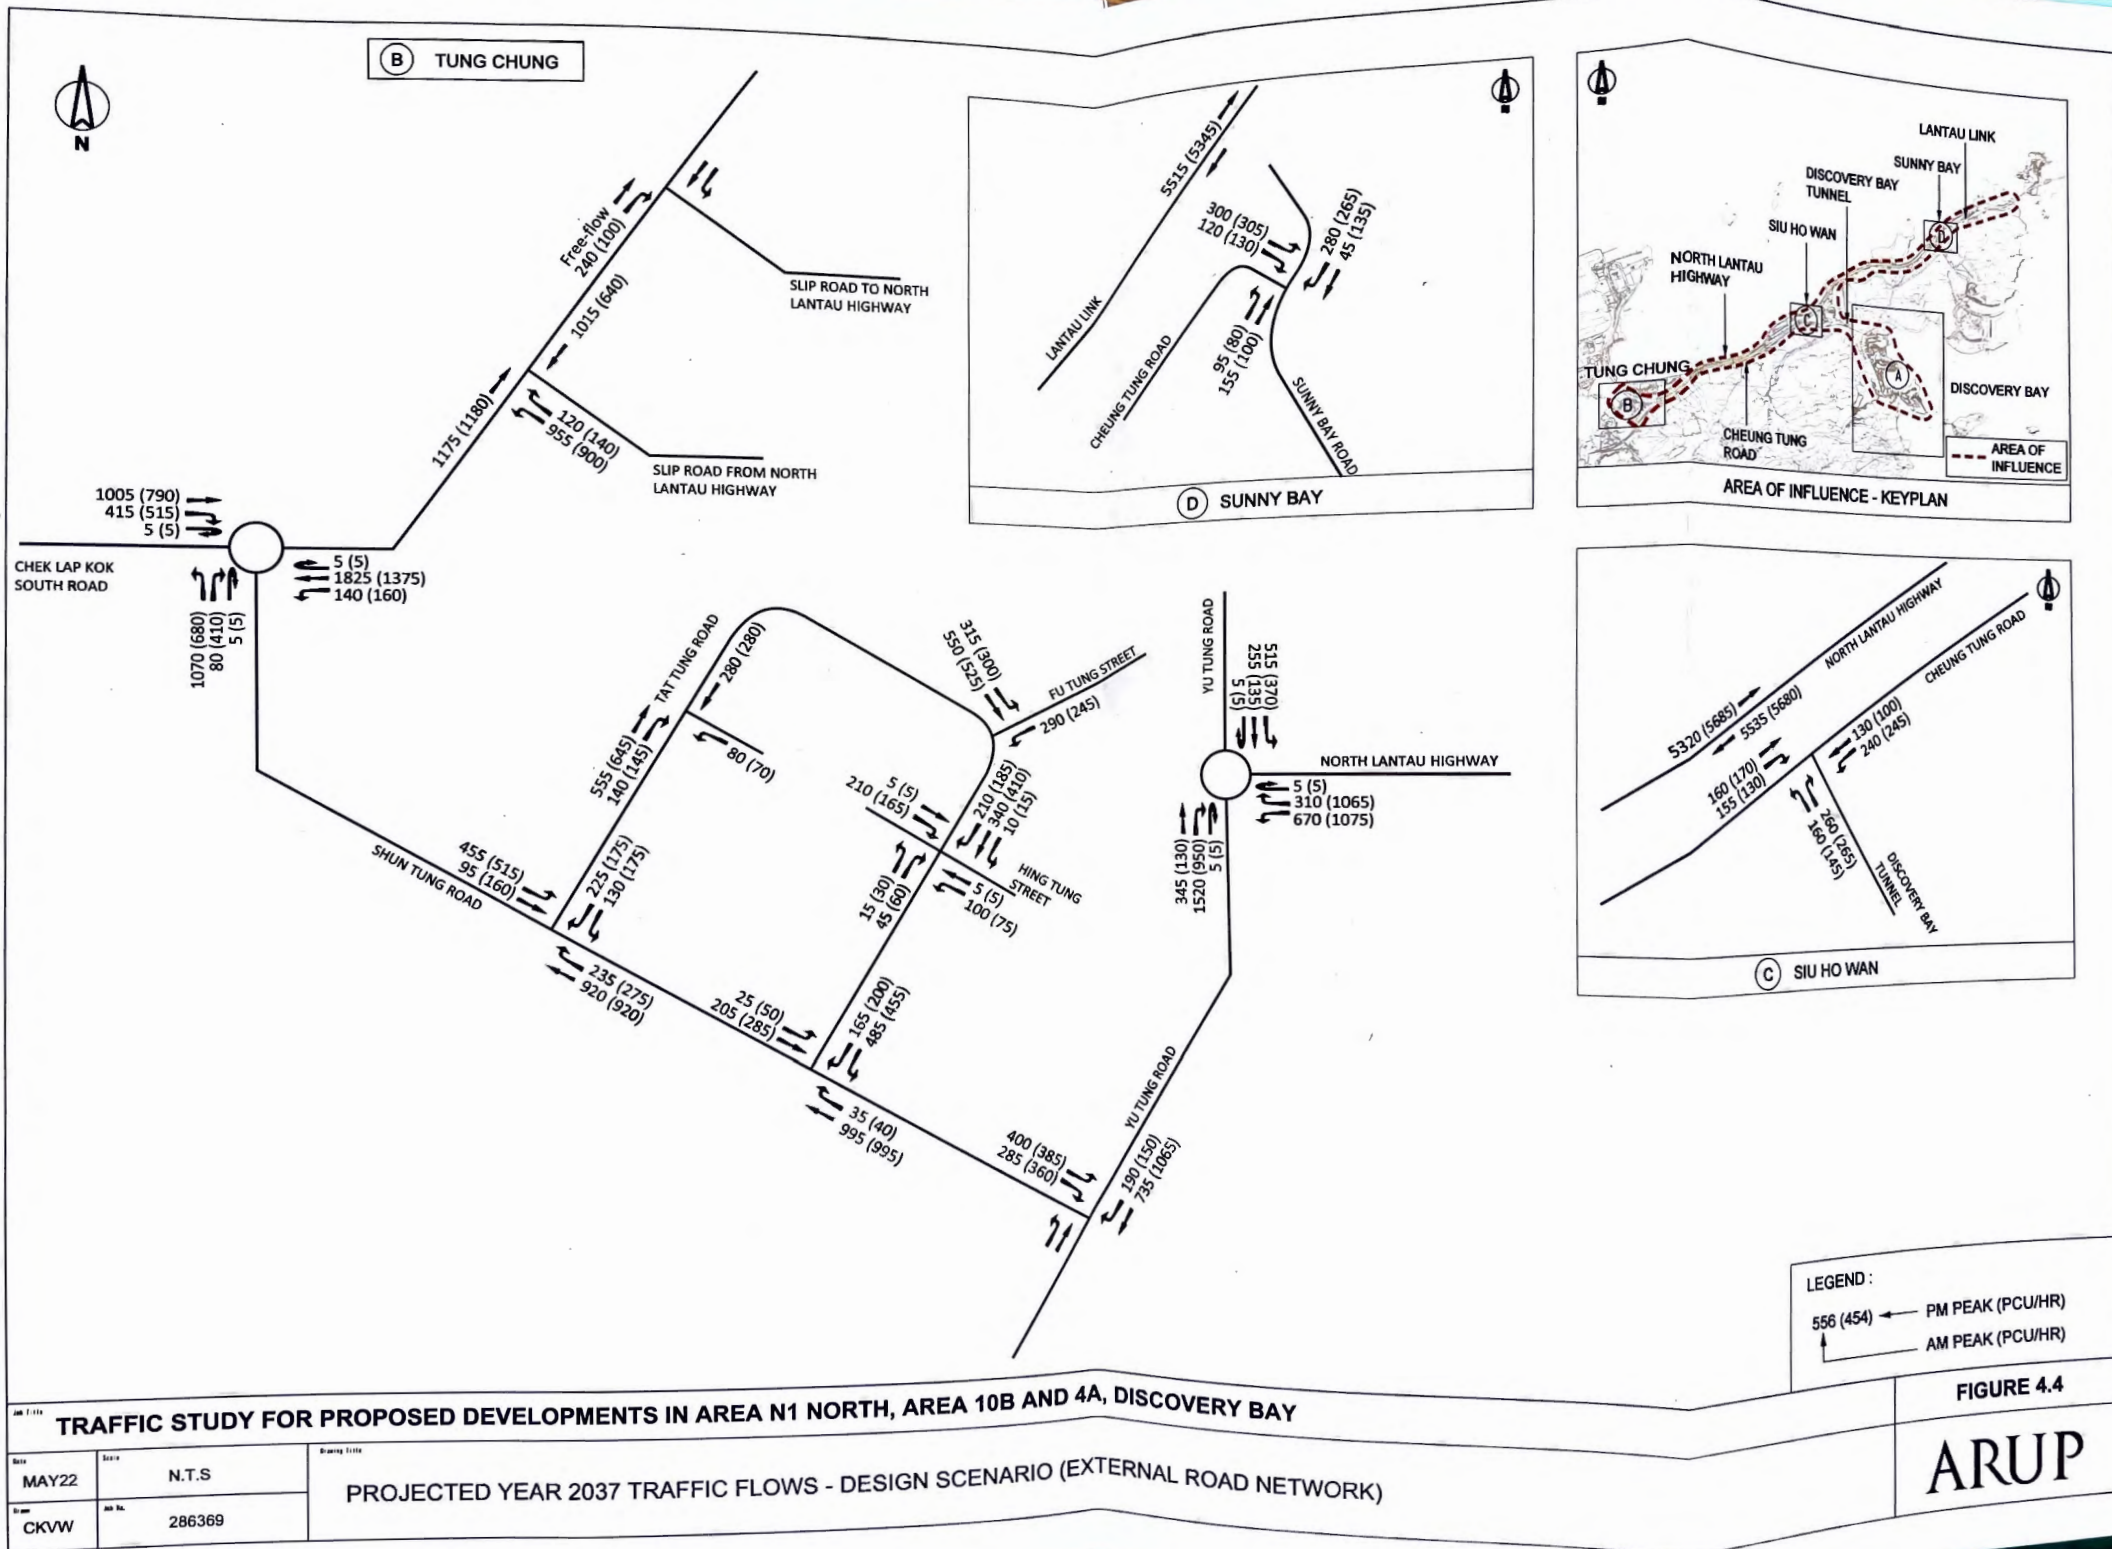 B TUNG CHUNG
N
Free-flow
240 (100)
SLIP ROAD TO NORTH
LANTAU HIGHWAY
1015 (640)
1175 (1180)
120 (140)
955 (900)
SLIP ROAD FROM NORTH
LANTAU HIGHWAY
1005 (790)
415 (515)
5 (5)
CHEK LAP KOK
SOUTH ROAD
5 (5)
1825 (1375)
140 (160)
1070 (680)
80 (410)
5 (5)
SHUN TUNG ROAD
455 (515)
95 (160)
TAT TUNG ROAD
280 (280)
555 (645)
140 (145)
80 (70)
225 (175)
130 (175)
235 (275)
920 (920)
315 (300)
550 (525)
FU TUNG STREET
290 (245)
5 (5)
210 (165)
210 (185)
340 (410)
10 (15)
HING TUNG
STREET
15 (30)
45 (60)
5 (5)
100 (75)
25 (50)
205 (285)
165 (200)
485 (455)
35 (40)
995 (995)
YU TUNG ROAD
515 (370)
255 (135)
5 (5)
NORTH LANTAU HIGHWAY
5 (5)
310 (1065)
670 (1075)
345 (130)
1520 (950)
5 (5)
YU TUNG ROAD
400 (385)
285 (360)
190 (150)
735 (1065)
5515 (5345)
LANTAU LINK
300 (305)
120 (130)
280 (265)
45 (135)
95 (80)
155 (100)
CHEUNG TUNG ROAD
SUNNY BAY ROAD
D SUNNY BAY
LANTAU LINK
SUNNY BAY
DISCOVERY BAY
TUNNEL
SIU HO WAN
NORTH LANTAU
HIGHWAY
TUNG CHUNG
D
C
A
B
DISCOVERY BAY
CHEUNG TUNG
ROAD
AREA OF
INFLUENCE
AREA OF INFLUENCE - KEYPLAN
NORTH LANTAU HIGHWAY
CHEUNG TUNG ROAD
5320 (5685)
5535 (5680)
130 (100)
240 (245)
160 (170)
155 (130)
260 (265)
160 (145)
DISCOVERY BAY
TUNNEL
C SIU HO WAN
LEGEND :
556 (454) PM PEAK (PCU/HR)
AM PEAK (PCU/HR)
Job Title
TRAFFIC STUDY FOR PROPOSED DEVELOPMENTS IN AREA N1 NORTH, AREA 10B AND 4A, DISCOVERY BAY
FIGURE 4.4
Date
MAY22
Scale
N.T.S
Drawing Title
PROJECTED YEAR 2037 TRAFFIC FLOWS - DESIGN SCENARIO (EXTERNAL ROAD NETWORK)
ARUP
Drawn
CKVW
Job No.
286369